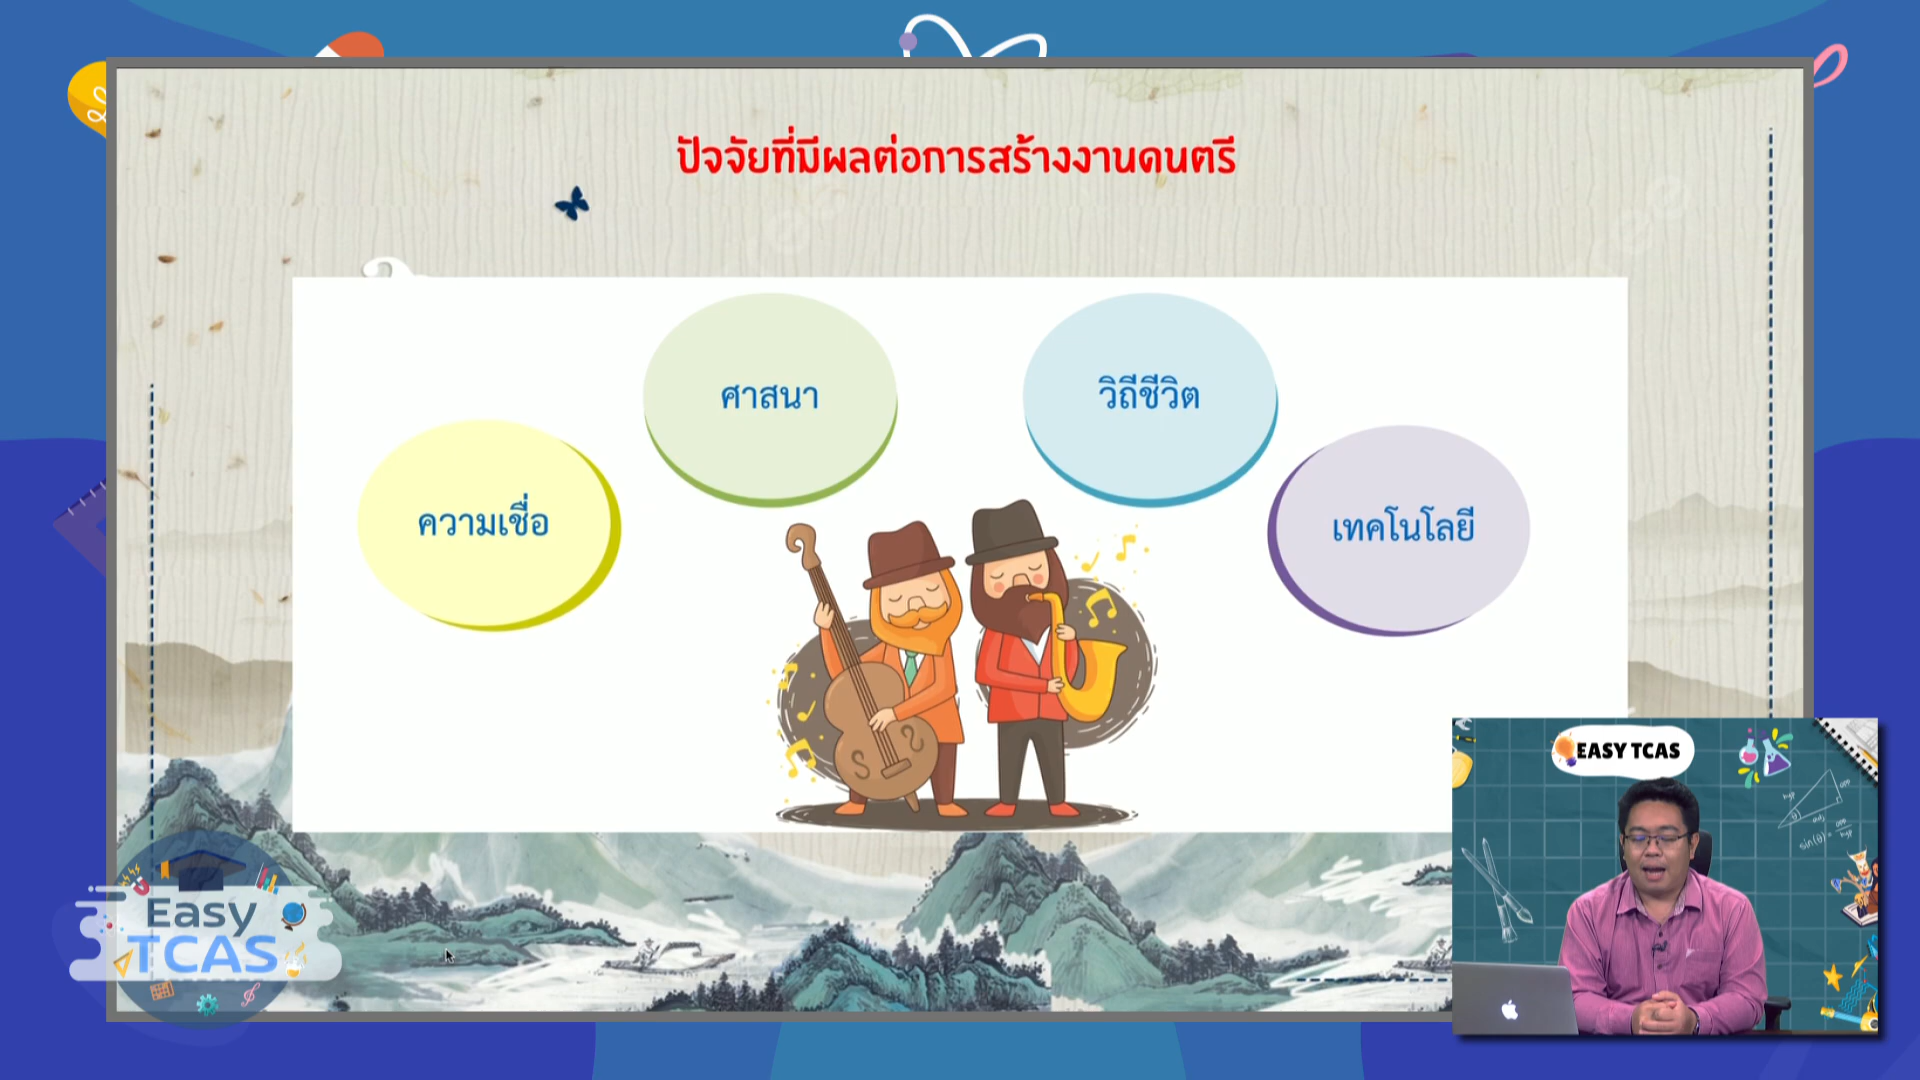 ปัจจัยที่มีผลต่อการสร้างงานดนตรี
ศาสนา
วิถีชีวิต
ความเชื่อ
เทคโนโลยี
EASY TCAS
Easy
TCAS